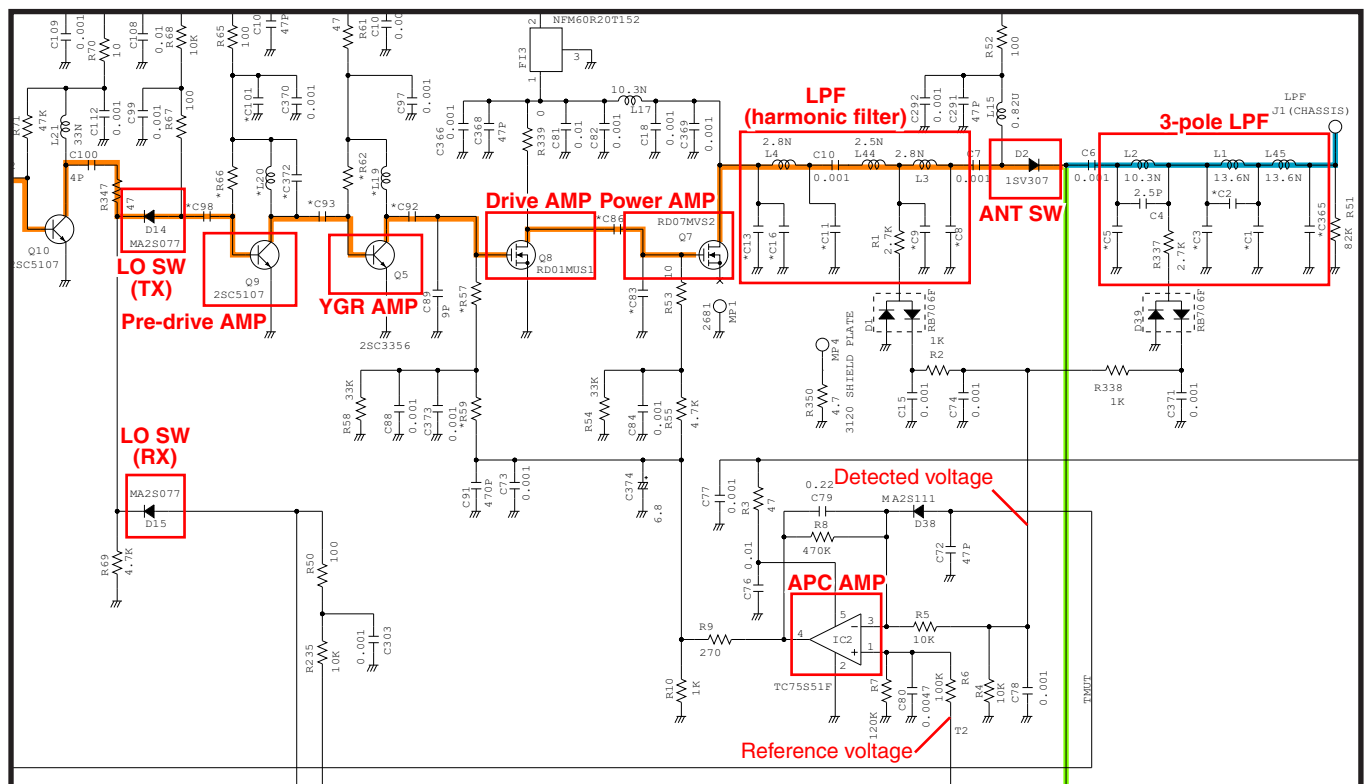 C109
0.001
R70
10
C108
0.01
R68
10K
R65
100
C10
47P
47
R61
C10
0.00
NFM60R20T152
FI3
2
3
1
R52
100
R71
47K
L21
33N
C112
0.001
C99
0.001
R67
100
*C101
C370
0.001
C97
0.001
C366
0.001
C368
47P
R339
0
C81
0.01
C82
0.001
10.3N
L17
C18
0.001
C369
0.001
LPF
(harmonic filter)
C292
0.001
C291
47P
L15
0.82U
LPF
J1(CHASSIS)
3-pole LPF
C100
4P
R347
47
*R66
*L20
*C372
*R62
*L19
2.8N
L4
C10
0.001
2.5N
L44
2.8N
L3
C7
0.001
D2
1SV307
ANT SW
C6
0.001
L2
10.3N
2.5P
C4
L1
13.6N
*C2
L45
13.6N
R51
82K
Q10
2SC5107
D14
MA2S077
LO SW
(TX)
*C98
Q9
2SC5107
Pre-drive AMP
*C93
*C92
Q5
YGR AMP
2SC3356
C89
9P
*R57
Drive AMP
Q8
RD01MUS1
*C86
Power AMP
RD07MVS2
Q7
*C83
R53
10
2681
MP1
*C13
*C16
*C11
R1
2.7K
*C9
*C8
*C5
R337
2.7K
*C3
*C1
*C365
D1
RB706F
1K
R2
D39
RB706F
MP4
R350
4.7
3120 SHIELD PLATE
C15
0.001
C74
0.001
R338
1K
C371
0.001
R58
33K
C88
0.001
C373
0.001
*R59
R54
33K
C84
0.001
R55
4.7K
LO SW
(RX)
MA2S077
D15
C91
470P
C73
0.001
C374
6.8
C77
0.001
R3
47
0.22
C79
R8
470K
MA2S111
D38
Detected voltage
C72
47P
R69
4.7K
R50
100
C76
0.01
APC AMP
5
3
4
IC2
1
2
TC75S51F
R5
10K
R9
270
R10
1K
R235
10K
0.001
C303
R7
120K
C80
0.0047
100K
R6
R4
10K
C78
0.001
TMUT
T2
Reference voltage